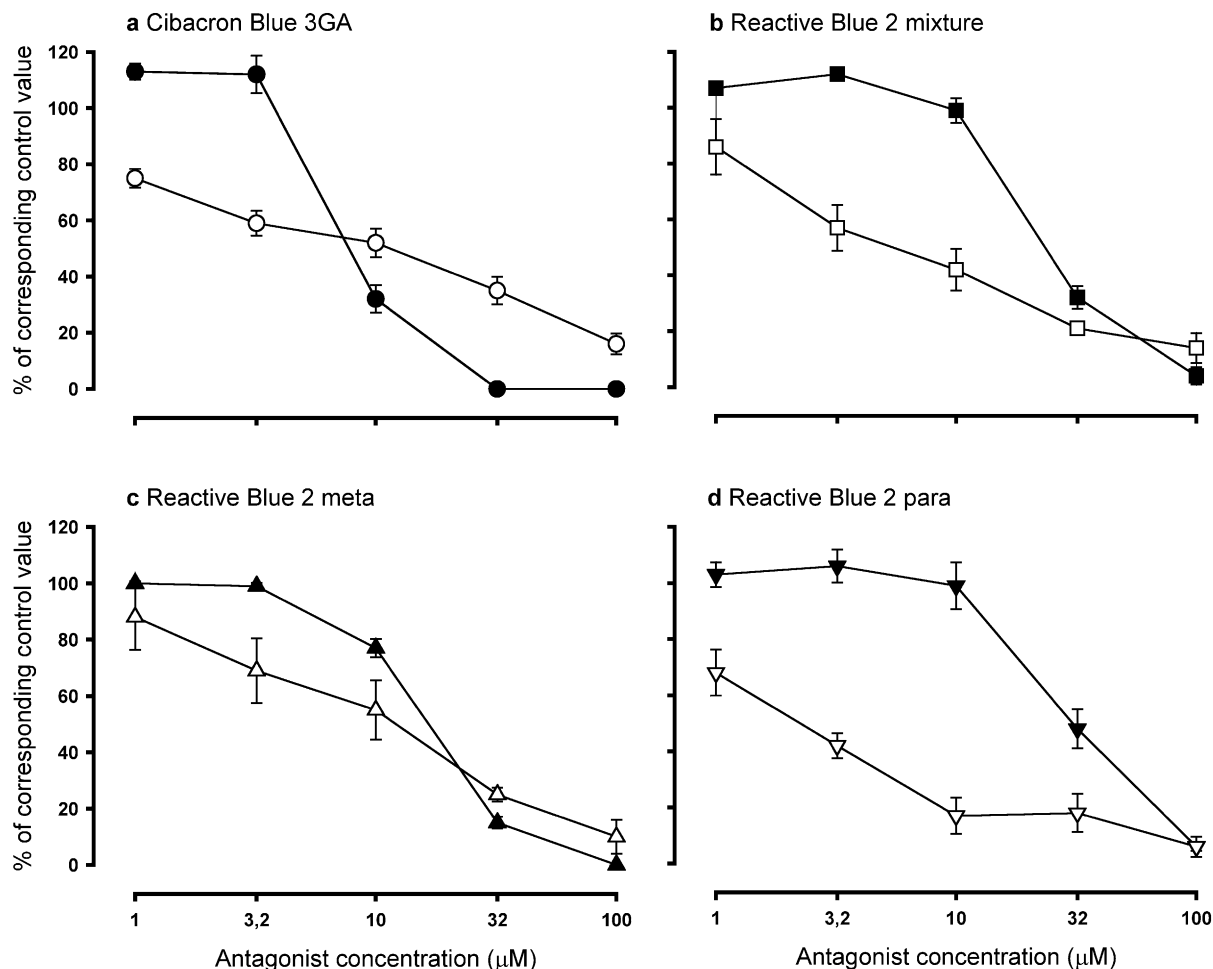 a Cibacron Blue 3GA
b Reactive Blue 2 mixture
% of corresponding control value
120
100
80
60
40
20
0
c Reactive Blue 2 meta
d Reactive Blue 2 para
% of corresponding control value
120
100
80
60
40
20
0
1 3,2 10 32 100
1 3,2 10 32 100
Antagonist concentration (μM)
Antagonist concentration (μM)